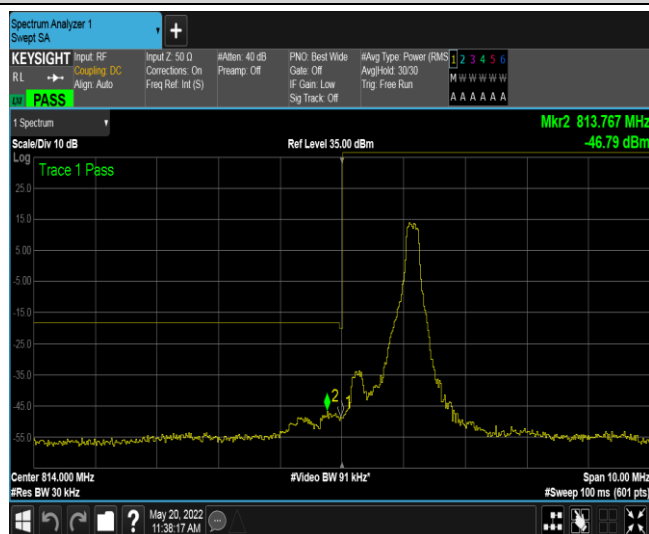 Spectrum Analyzer 1
Swept SA
+
KEYSIGHT
RL
LXI
PASS
Input: RF
Coupling: DC
Align: Auto
Input Z: 50 Ω
Corrections: On
Freq Ref: Int (S)
#Atten: 40 dB
Preamp: Off
PNO: Best Wide
Gate: Off
IF Gain: Low
Sig Track: Off
#Avg Type: Power (RMS
Avg|Hold: 30/30
Trig: Free Run
1 2 3 4 5 6
M W W W W W
A A A A A A
1 Spectrum
Scale/Div 10 dB
Ref Level 35.00 dBm
Mkr2 813.767 MHz
-46.79 dBm
Log
Trace 1 Pass
25.0
15.0
5.00
-5.00
-15.0
-25.0
-35.0
-45.0
-55.0
2
1
Center 814.000 MHz
#Video BW 91 kHz*
Span 10.00 MHz
#Res BW 30 kHz
#Sweep 100 ms (601 pts)
?
May 20, 2022
11:38:17 AM